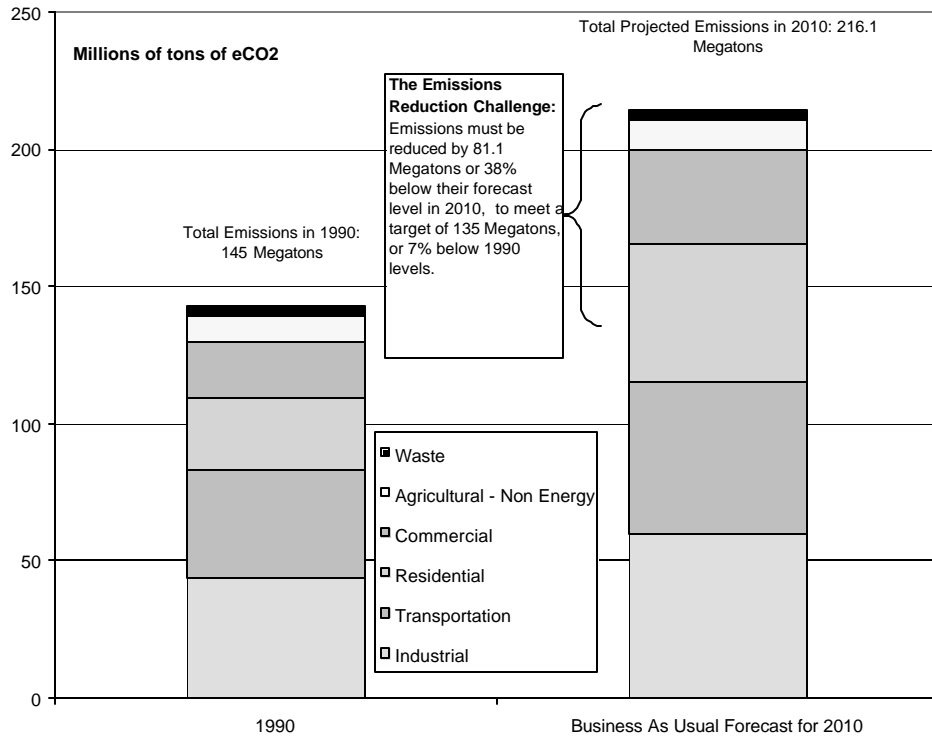 250
200
150
100
50
0
Millions of tons of eCO2
Total Emissions in 1990:
145 Megatons
The Emissions
Reduction Challenge:
Emissions must be
reduced by 81.1
Megatons or 38%
below their forecast
level in 2010, to meet a
target of 135 Megatons,
or 7% below 1990
levels.
Total Projected Emissions in 2010: 216.1
Megatons
Waste
Agricultural - Non Energy
Commercial
Residential
Transportation
Industrial
1990
Business As Usual Forecast for 2010